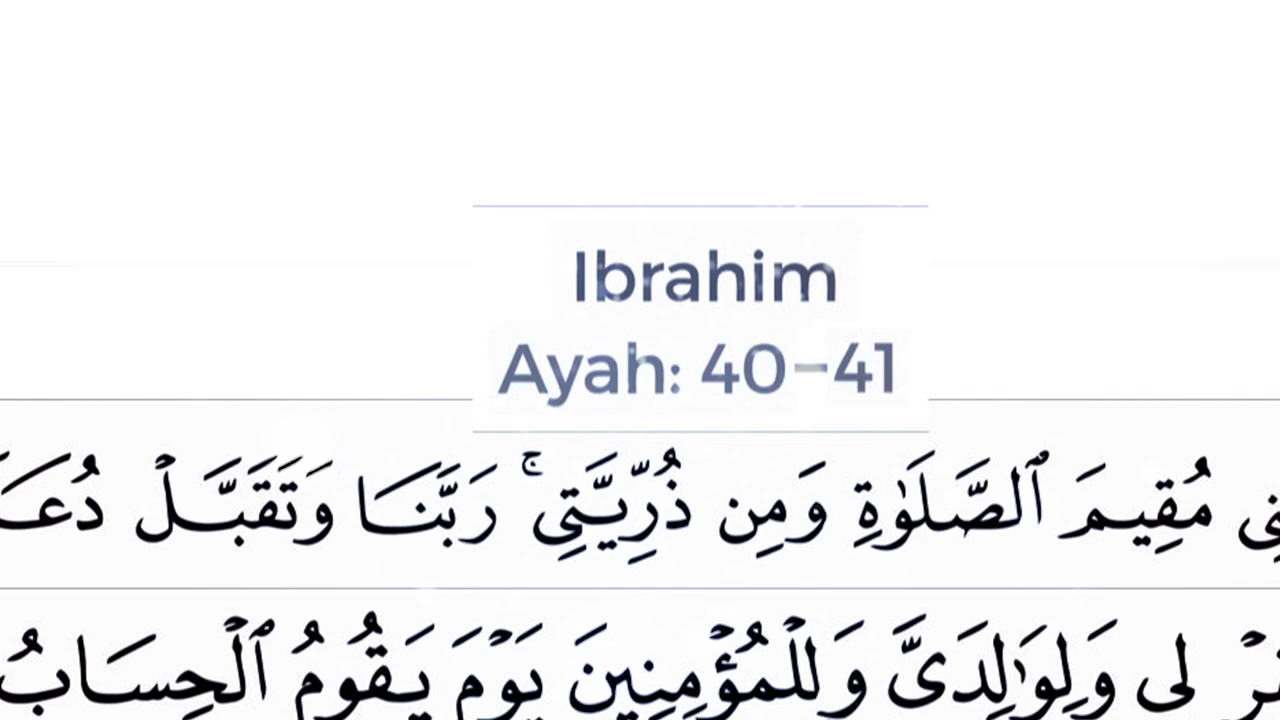 Ibrahim
Ayah: 40-41
مُقِيمَ ٱلصَّلَوٰةِ وَمِن ذُرِّيَّتِى ۚ رَبَّنَا وَتَقَبَّلْ
لِى وَلِوَٰلِدَىَّ وَلِلْمُؤْمِنِينَ يَوْمَ يَقُومُ ٱلْحِسَابُ